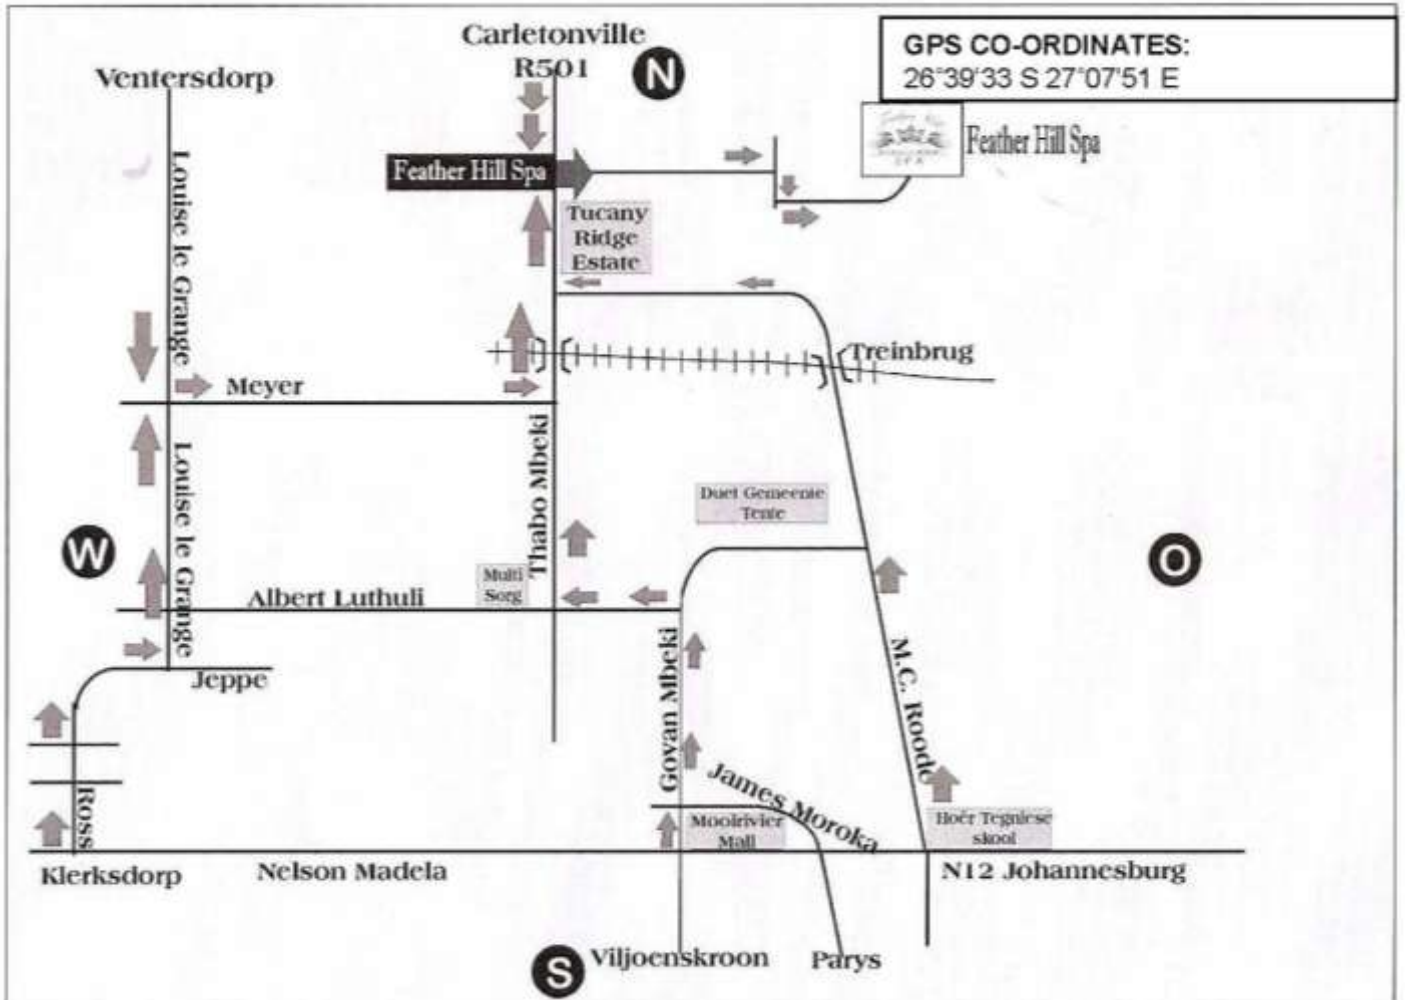 Carletonville
R501
N
GPS CO-ORDINATES:
26°39'33 S 27°07'51 E
Ventersdorp
Feather Hill Spa
SPA
Feather Hill Spa
Louise le Grange
Tucany
Ridge
Estate
Treinbrug
Meyer
Thabo Mbeki
Louise le Grange
Duet Gemeente
Tente
W
O
Multi
Sorg
Albert Luthuli
Jeppe
Govan Mbeki
M.C. Roode
James Moroka
Ross
Mooirivier
Mall
Hoër Tegniese
skool
Klerksdorp
Nelson Madela
N12 Johannesburg
S
Viljoenskroon
Parys